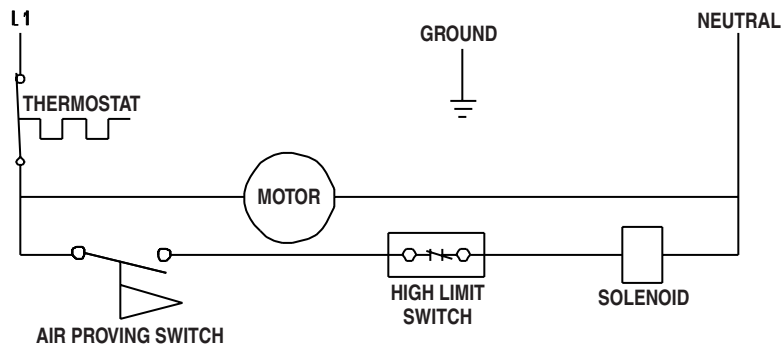 L1
NEUTRAL
GROUND
THERMOSTAT
MOTOR
HIGH LIMIT
SWITCH
SOLENOID
AIR PROVING SWITCH